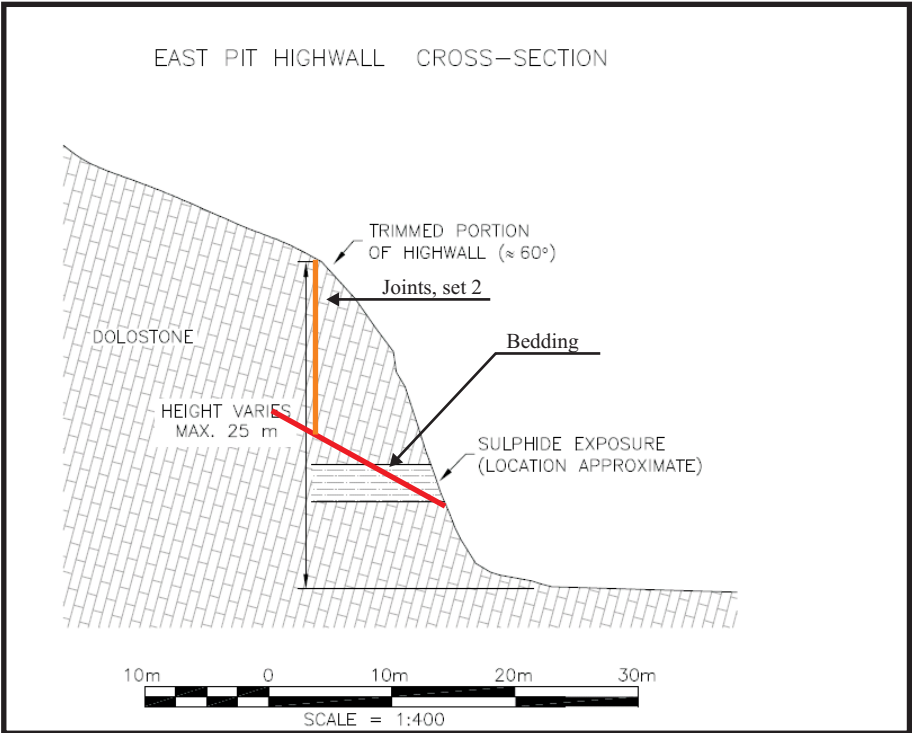 EAST PIT HIGHWALL CROSS-SECTION
TRIMMED PORTION
OF HIGHWALL (≈ 60°)
Joints, set 2
DOLOSTONE
Bedding
HEIGHT VARIES
MAX. 25 m
SULPHIDE EXPOSURE
(LOCATION APPROXIMATE)
10m 0 10m 20m 30m
SCALE = 1:400